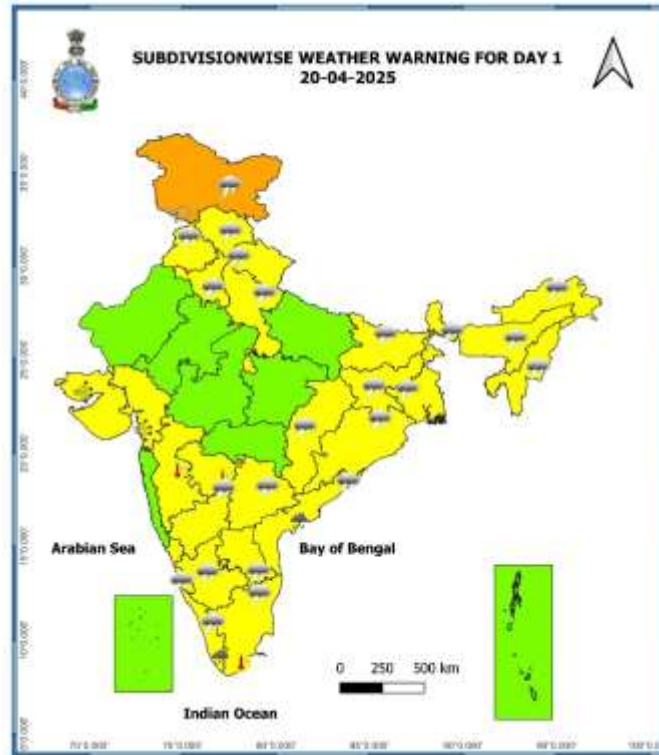 SUBDIVISIONWISE WEATHER WARNING FOR DAY 1
20-04-2025
Arabian Sea
Bay of Bengal
0 250 500 km
Indian Ocean